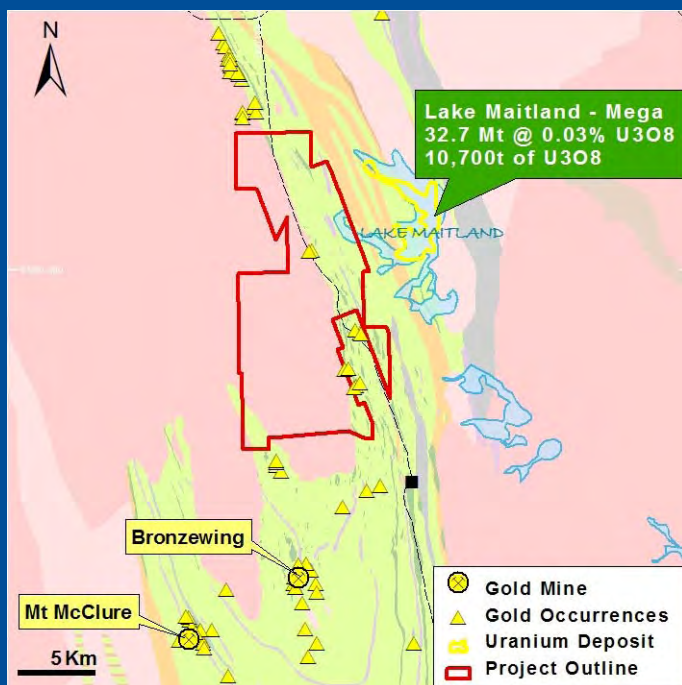 N
Lake Maitland - Mega
32.7 Mt @ 0.03% U3O8
10,700t of U3O8
LAKE MAITLAND
Bronzewing
Mt McClure
5 Km
Gold Mine
Gold Occurrences
Uranium Deposit
Project Outline